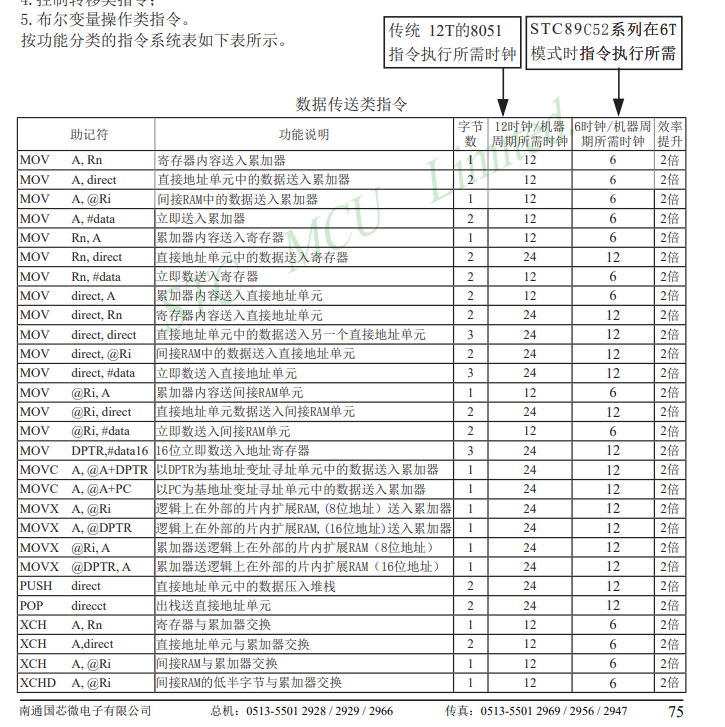 4. 控制转移类指令;
5. 布尔变量操作类指令。
按功能分类的指令系统表如下表所示。
传统 12T的8051
指令执行所需时钟
STC89C52系列在6T
模式时指令执行所需
数据传送类指令
助记符 功能说明 字节数 12时钟/机器周期所需时钟 6时钟/机器周期所需时钟 效率提升
MOV A, Rn 寄存器内容送入累加器 1 12 6 2倍
MOV A, direct 直接地址单元中的数据送入累加器 2 12 6 2倍
MOV A, @Ri 间接RAM中的数据送入累加器 1 12 6 2倍
MOV A, #data 立即送入累加器 2 12 6 2倍
MOV Rn, A 累加器内容送入寄存器 1 12 6 2倍
MOV Rn, direct 直接地址单元中的数据送入寄存器 2 24 12 2倍
MOV Rn, #data 立即数送入寄存器 2 12 6 2倍
MOV direct, A 累加器内容送入直接地址单元 2 12 6 2倍
MOV direct, Rn 寄存器内容送入直接地址单元 2 24 12 2倍
MOV direct, direct 直接地址单元中的数据送入另一个直接地址单元 3 24 12 2倍
MOV direct, @Ri 间接RAM中的数据送入直接地址单元 2 24 12 2倍
MOV direct, #data 立即数送入直接地址单元 3 24 12 2倍
MOV @Ri, A 累加器内容送间接RAM单元 1 12 6 2倍
MOV @Ri, direct 直接地址单元数据送入间接RAM单元 2 24 12 2倍
MOV @Ri, #data 立即数送入间接RAM单元 2 12 6 2倍
MOV DPTR,#data16 16位立即数送入地址寄存器 3 24 12 2倍
MOVC A, @A+DPTR 以DPTR为基地址变址寻址单元中的数据送入累加器 1 24 12 2倍
MOVC A, @A+PC 以PC为基地址变址寻址单元中的数据送入累加器 1 24 12 2倍
MOVX A, @Ri 逻辑上在外部的片内扩展RAM,(8位地址)送入累加器 1 24 12 2倍
MOVX A, @DPTR 逻辑上在外部的片内扩展RAM,(16位地址)送入累加器 1 24 12 2倍
MOVX @Ri, A 累加器送逻辑上在外部的片内扩展RAM(8位地址) 1 24 12 2倍
MOVX @DPTR, A 累加器送逻辑上在外部的片内扩展RAM(16位地址) 1 24 12 2倍
PUSH direct 直接地址单元中的数据压入堆栈 2 24 12 2倍
POP direcct 出栈送直接地址单元 2 24 12 2倍
XCH A, Rn 寄存器与累加器交换 1 12 6 2倍
XCH A,direct 直接地址单元与累加器交换 2 12 6 2倍
XCH A, @Ri 间接RAM与累加器交换 1 12 6 2倍
XCHD A, @Ri 间接RAM的低半字节与累加器交换 1 12 6 2倍
STC MCU Limited.
南通国芯微电子有限公司 总机: 0513-5501 2928 / 2929 / 2966 传真: 0513-5501 2969 / 2956 / 2947 75